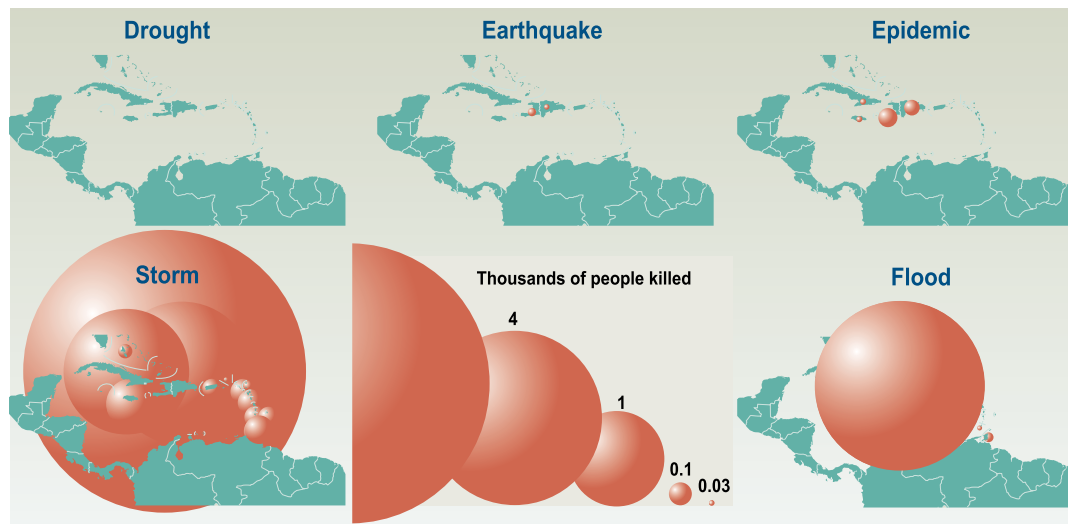 Drought
Earthquake
Epidemic
Storm
Thousands of people killed
4
1
0.1
0.03
Flood